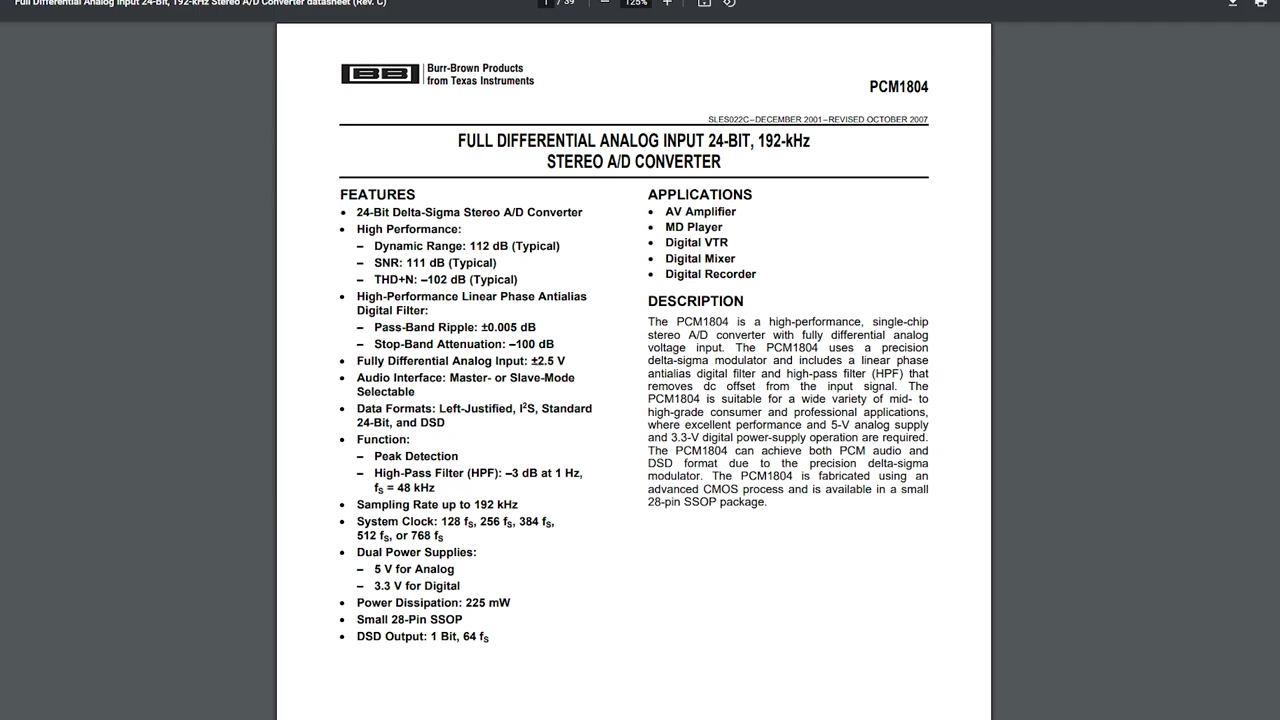 Full Differential Analog Input 24-Bit, 192-kHz Stereo A/D Converter datasheet (Rev. C)
1 / 39
125%
BB
Burr-Brown Products
from Texas Instruments
PCM1804
SLES022C–DECEMBER 2001–REVISED OCTOBER 2007
FULL DIFFERENTIAL ANALOG INPUT 24-BIT, 192-kHz
STEREO A/D CONVERTER
FEATURES
• 24-Bit Delta-Sigma Stereo A/D Converter
• High Performance:
– Dynamic Range: 112 dB (Typical)
– SNR: 111 dB (Typical)
– THD+N: –102 dB (Typical)
• High-Performance Linear Phase Antialias
Digital Filter:
– Pass-Band Ripple: ±0.005 dB
– Stop-Band Attenuation: –100 dB
• Fully Differential Analog Input: ±2.5 V
• Audio Interface: Master- or Slave-Mode
Selectable
• Data Formats: Left-Justified, I²S, Standard
24-Bit, and DSD
• Function:
– Peak Detection
– High-Pass Filter (HPF): –3 dB at 1 Hz,
fS = 48 kHz
• Sampling Rate up to 192 kHz
• System Clock: 128 fS, 256 fS, 384 fS,
512 fS, or 768 fS
• Dual Power Supplies:
– 5 V for Analog
– 3.3 V for Digital
• Power Dissipation: 225 mW
• Small 28-Pin SSOP
• DSD Output: 1 Bit, 64 fS
APPLICATIONS
• AV Amplifier
• MD Player
• Digital VTR
• Digital Mixer
• Digital Recorder
DESCRIPTION
The PCM1804 is a high-performance, single-chip
stereo A/D converter with fully differential analog
voltage input. The PCM1804 uses a precision
delta-sigma modulator and includes a linear phase
antialias digital filter and high-pass filter (HPF) that
removes dc offset from the input signal. The
PCM1804 is suitable for a wide variety of mid- to
high-grade consumer and professional applications,
where excellent performance and 5-V analog supply
and 3.3-V digital power-supply operation are required.
The PCM1804 can achieve both PCM audio and
DSD format due to the precision delta-sigma
modulator. The PCM1804 is fabricated using an
advanced CMOS process and is available in a small
28-pin SSOP package.